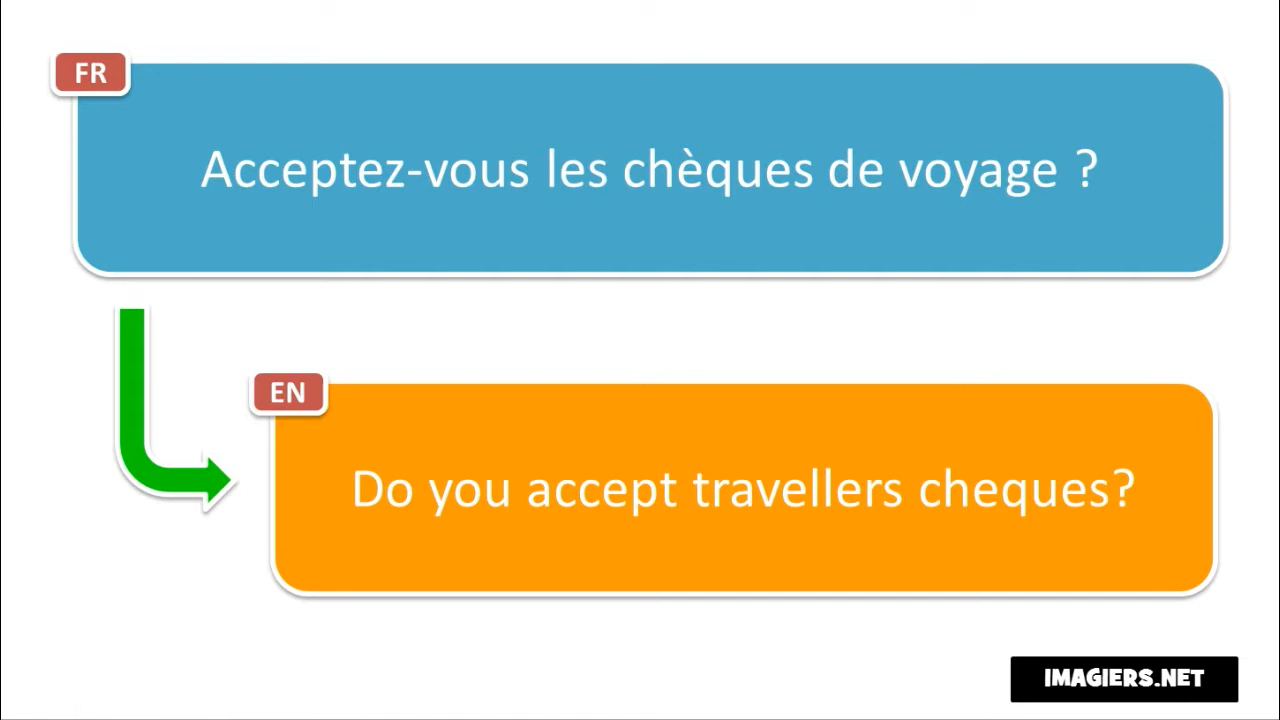 FR
Acceptez-vous les chèques de voyage ?
EN
Do you accept travellers cheques?
IMAGIERS.NET